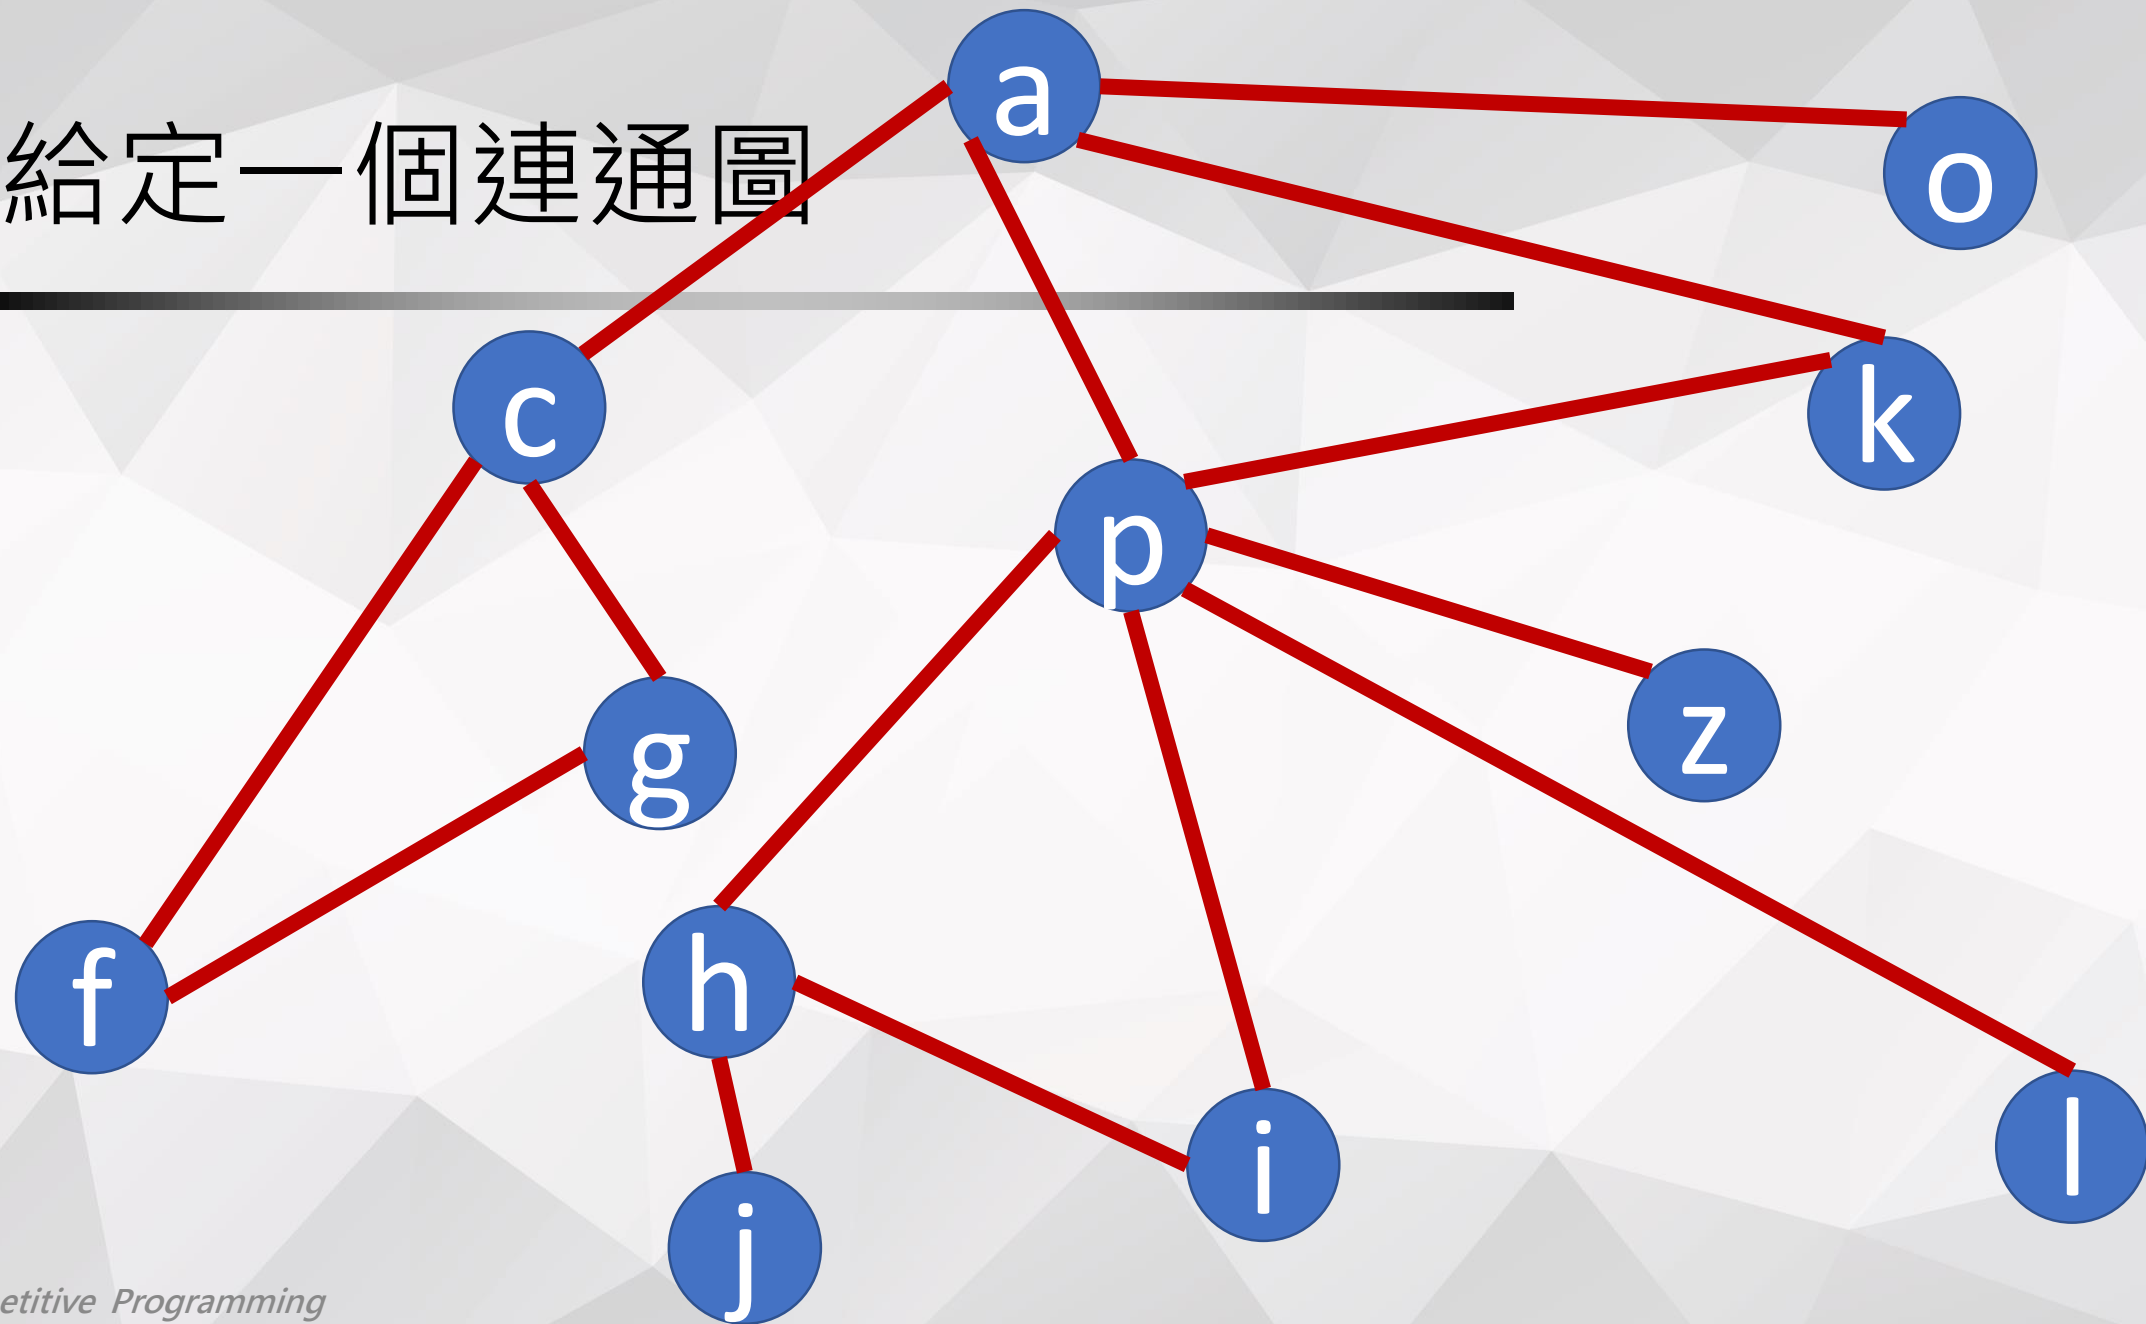 給定一個連通圖
a
o
c
k
p
g
z
f
h
i
l
j
etitive Programming